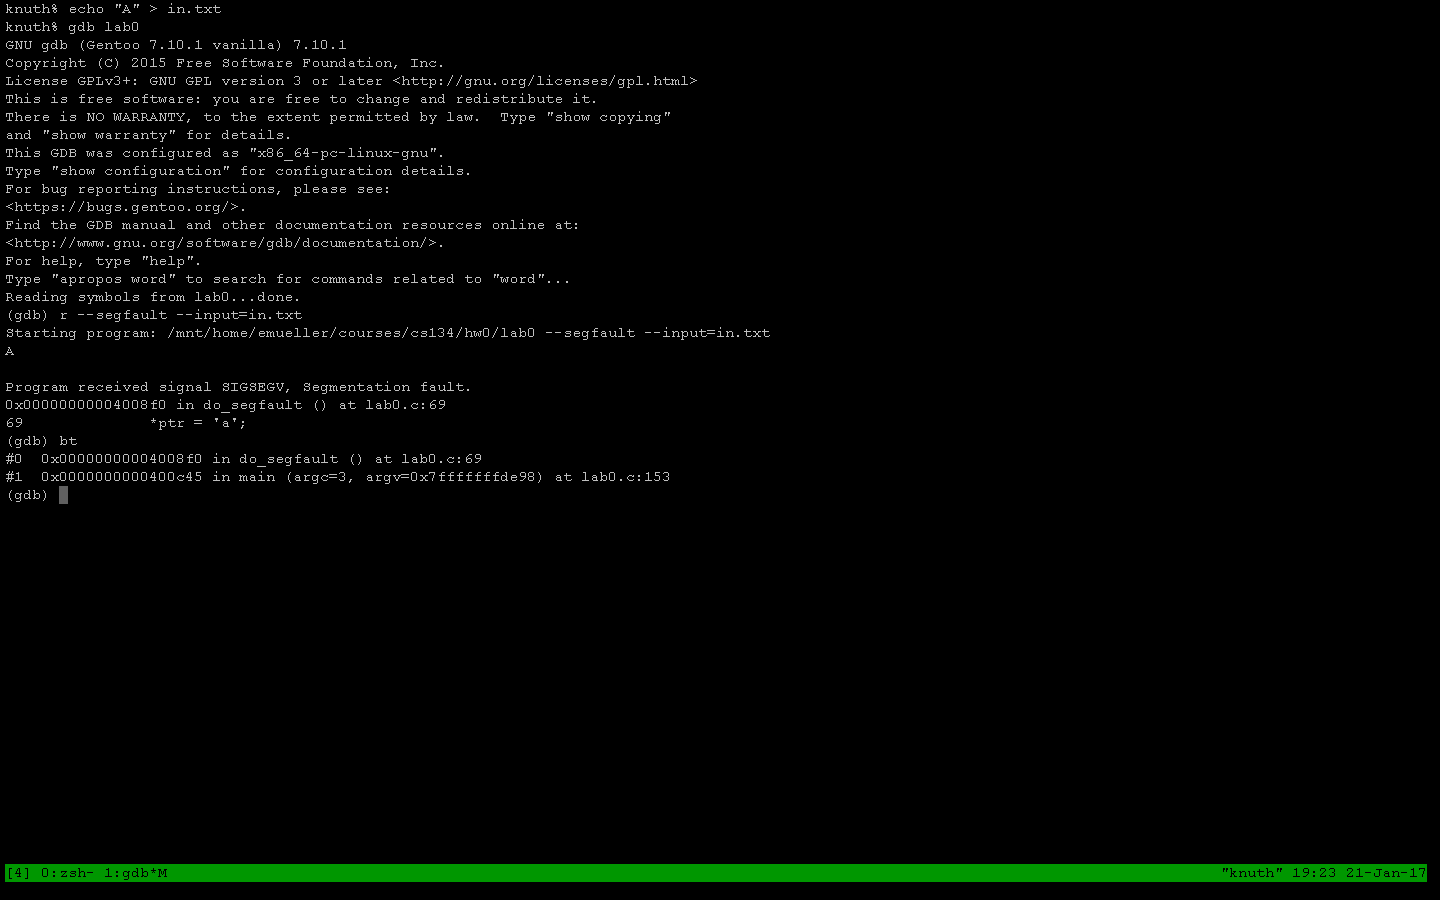 knuth% echo "A" > in.txt
knuth% gdb lab0
GNU gdb (Gentoo 7.10.1 vanilla) 7.10.1
Copyright (C) 2015 Free Software Foundation, Inc.
License GPLv3+: GNU GPL version 3 or later <http://gnu.org/licenses/gpl.html>
This is free software: you are free to change and redistribute it.
There is NO WARRANTY, to the extent permitted by law.  Type "show copying"
and "show warranty" for details.
This GDB was configured as "x86_64-pc-linux-gnu".
Type "show configuration" for configuration details.
For bug reporting instructions, please see:
<https://bugs.gentoo.org/>.
Find the GDB manual and other documentation resources online at:
<http://www.gnu.org/software/gdb/documentation/>.
For help, type "help".
Type "apropos word" to search for commands related to "word"...
Reading symbols from lab0...done.
(gdb) r --segfault --input=in.txt
Starting program: /mnt/home/emueller/courses/cs134/hw0/lab0 --segfault --input=in.txt
A
Program received signal SIGSEGV, Segmentation fault.
0x00000000004008f0 in do_segfault () at lab0.c:69
69              *ptr = 'a';
(gdb) bt
#0  0x00000000004008f0 in do_segfault () at lab0.c:69
#1  0x0000000000400c45 in main (argc=3, argv=0x7fffffffde98) at lab0.c:153
(gdb)
[4] 0:zsh- 1:gdb*M "knuth" 19:23 21-Jan-17